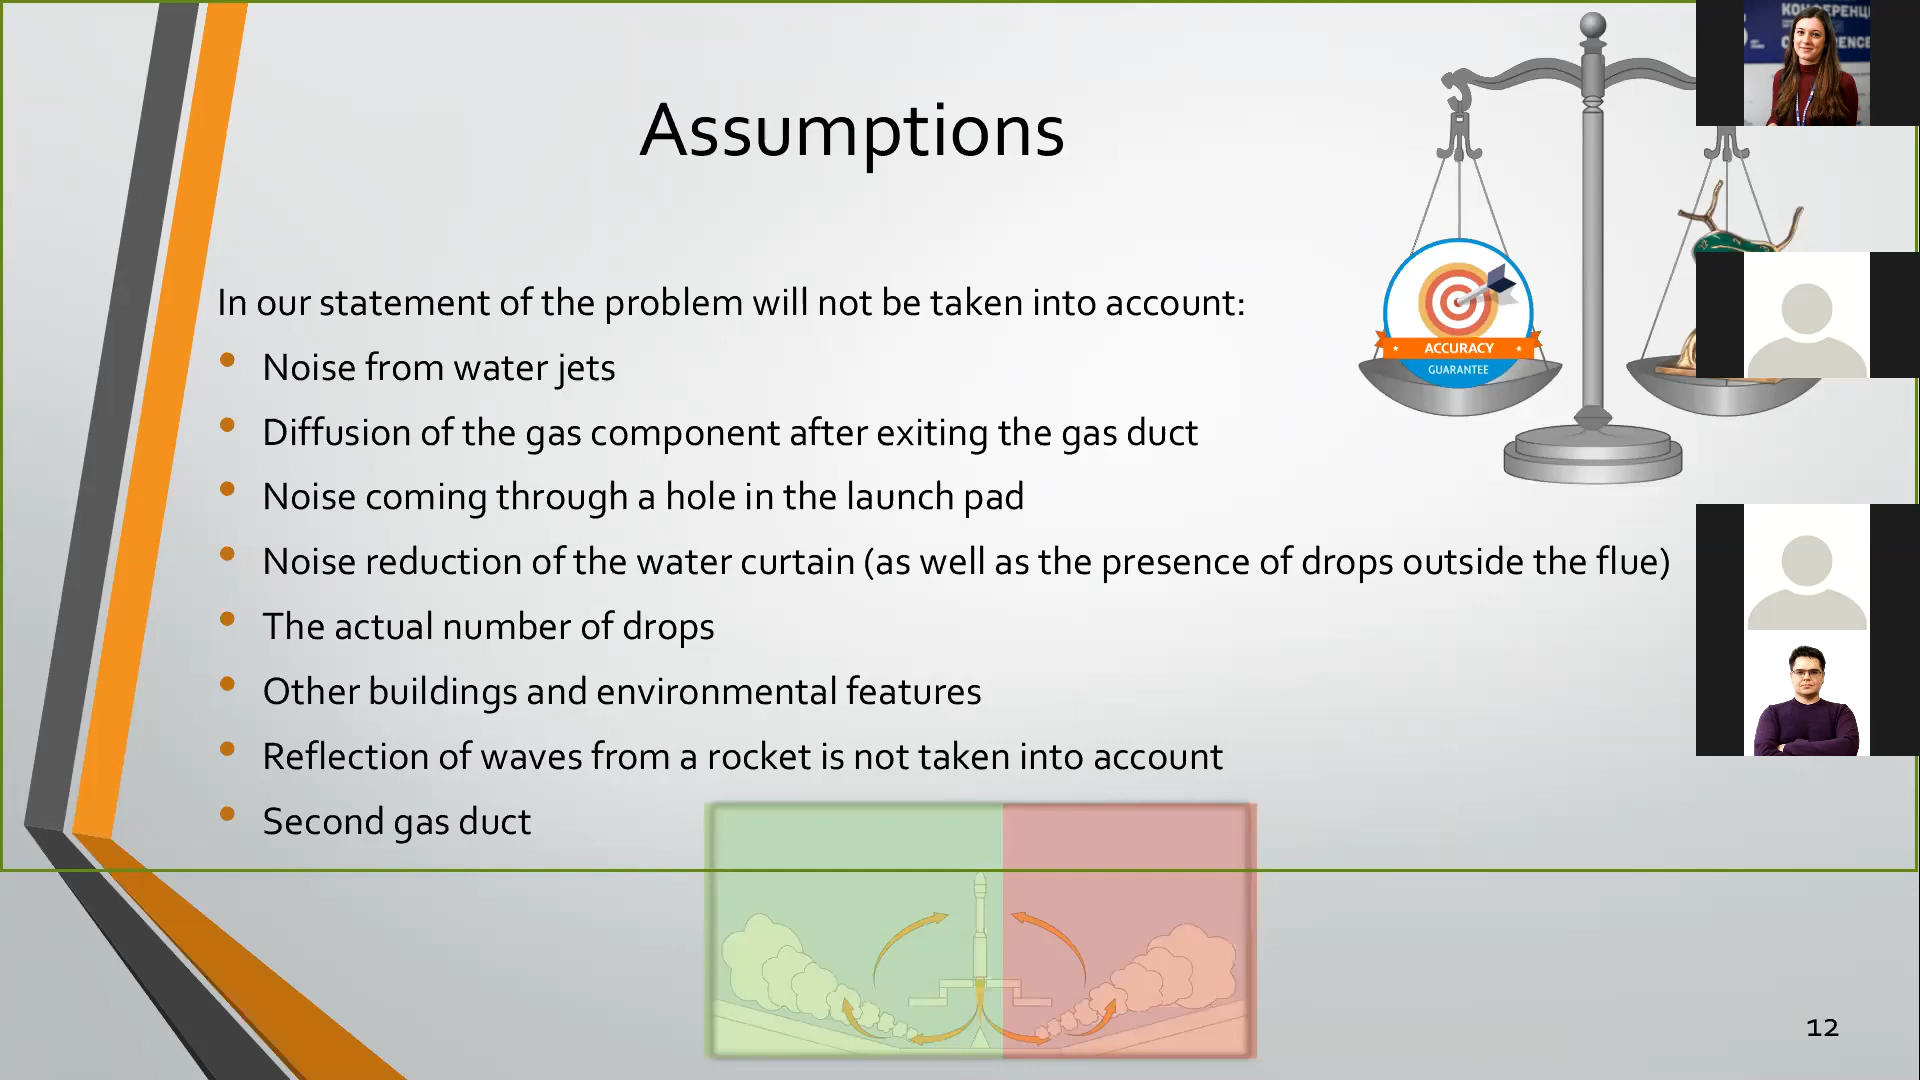 Assumptions
In our statement of the problem will not be taken into account:
Noise from water jets
Diffusion of the gas component after exiting the gas duct
Noise coming through a hole in the launch pad
Noise reduction of the water curtain (as well as the presence of drops outside the flue)
The actual number of drops
Other buildings and environmental features
Reflection of waves from a rocket is not taken into account
Second gas duct
ACCURACY
GUARANTEE
12